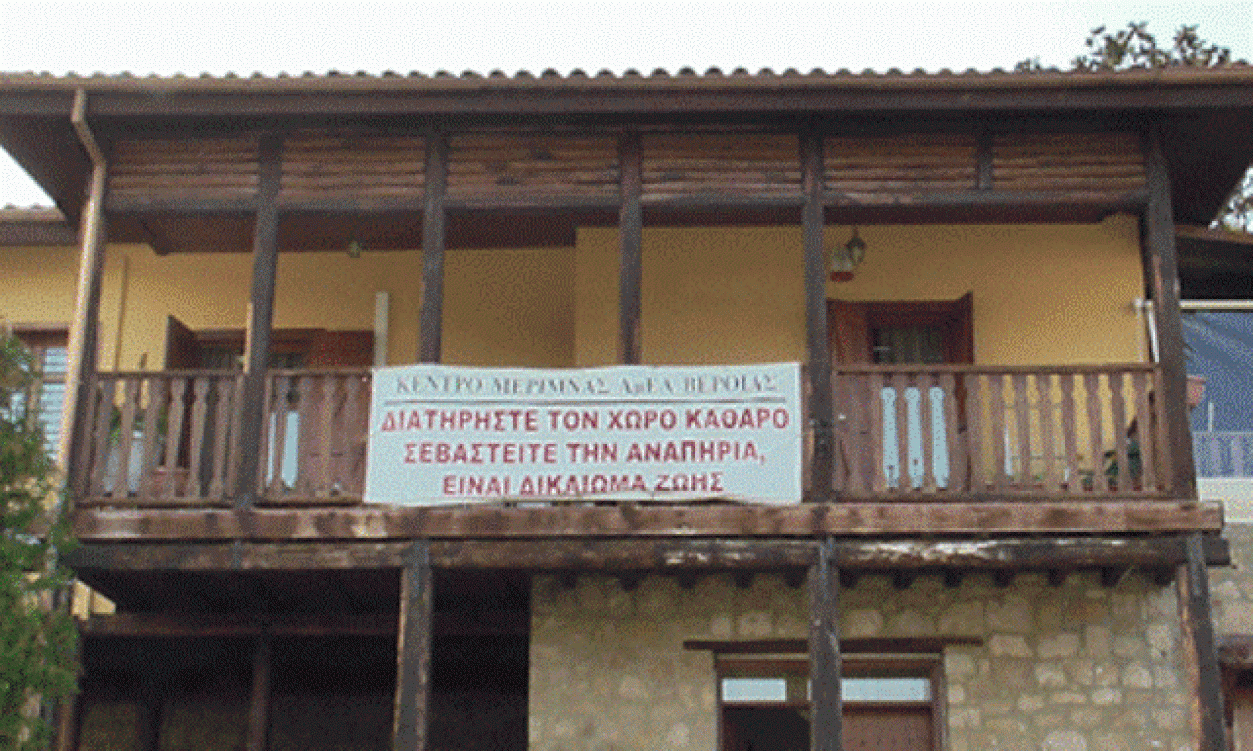 ΚΕΝΤΡΟ ΜΕΡΙΜΝΑΣ ΑμΕΑ ΒΕΡΟΙΑΣ
ΔΙΑΤΗΡΗΣΤΕ ΤΟΝ ΧΩΡΟ ΚΑΘΑΡΟ
ΣΕΒΑΣΤΕΙΤΕ ΤΗΝ ΑΝΑΠΗΡΙΑ,
ΕΙΝΑΙ ΔΙΚΑΙΩΜΑ ΖΩΗΣ